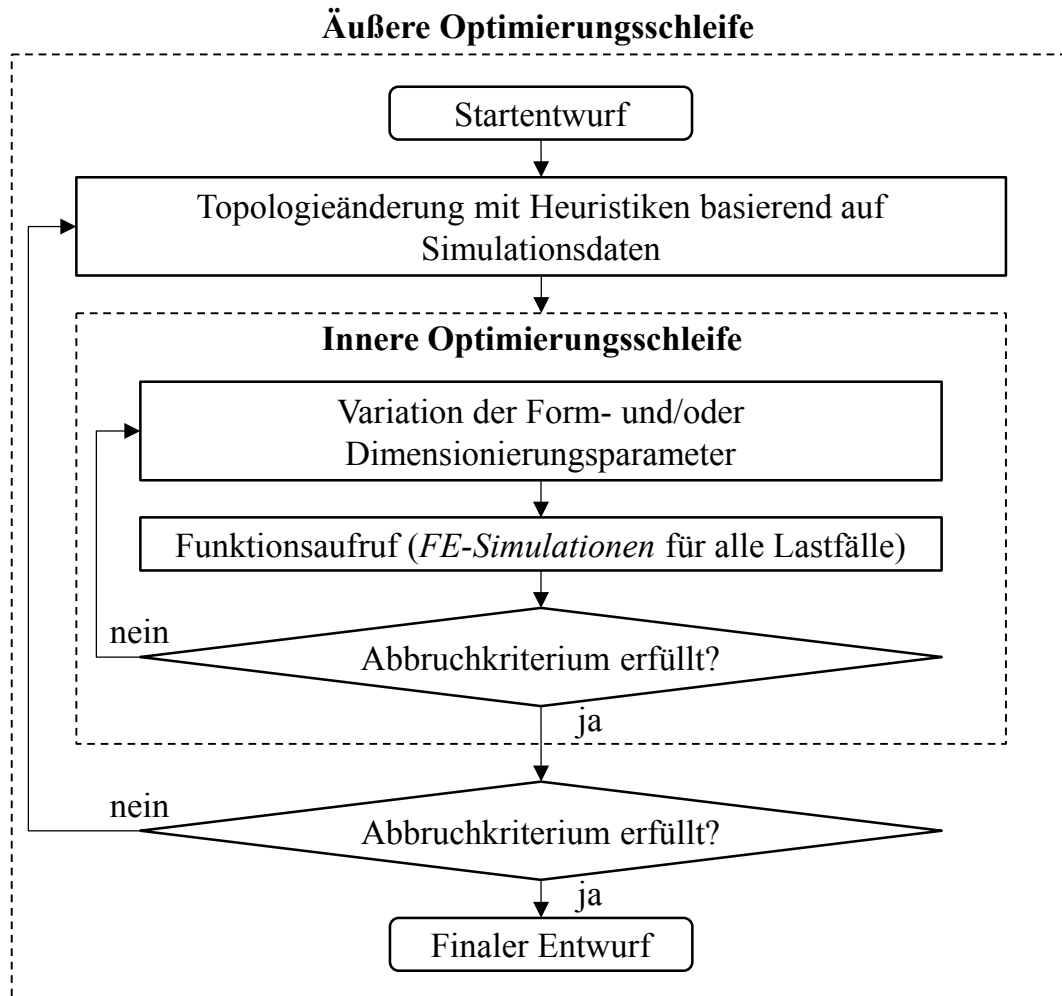 Äußere Optimierungsschleife
Startentwurf
Topologieänderung mit Heuristiken basierend auf
Simulationsdaten
Innere Optimierungsschleife
Variation der Form- und/oder
Dimensionierungsparameter
Funktionsaufruf (FE-Simulationen für alle Lastfälle)
nein
Abbruchkriterium erfüllt?
ja
nein
Abbruchkriterium erfüllt?
ja
Finaler Entwurf